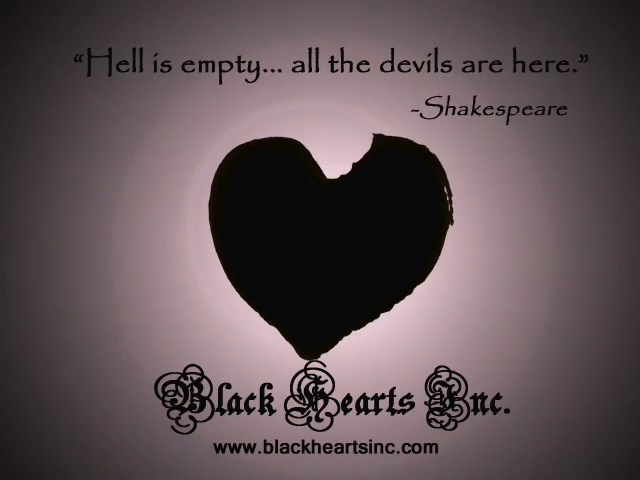 “Hell is empty... all the devils are here.”
-Shakespeare
Black Hearts Inc.
www.blackheartsinc.com